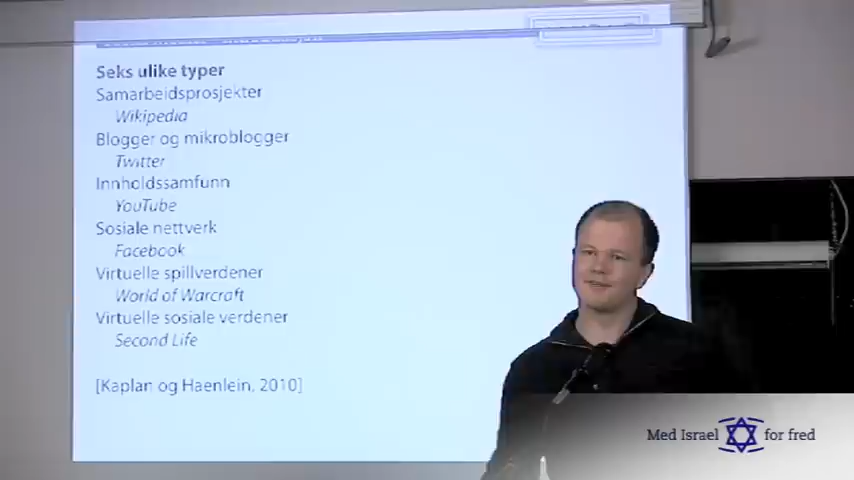 Seks ulike typer
Samarbeidsprosjekter
Wikipedia
Blogger og mikroblogger
Twitter
Innholdssamfunn
YouTube
Sosiale nettverk
Facebook
Virtuelle spillverdener
World of Warcraft
Virtuelle sosiale verdener
Second Life
[Kaplan og Haenlein, 2010]
Med Israel for fred